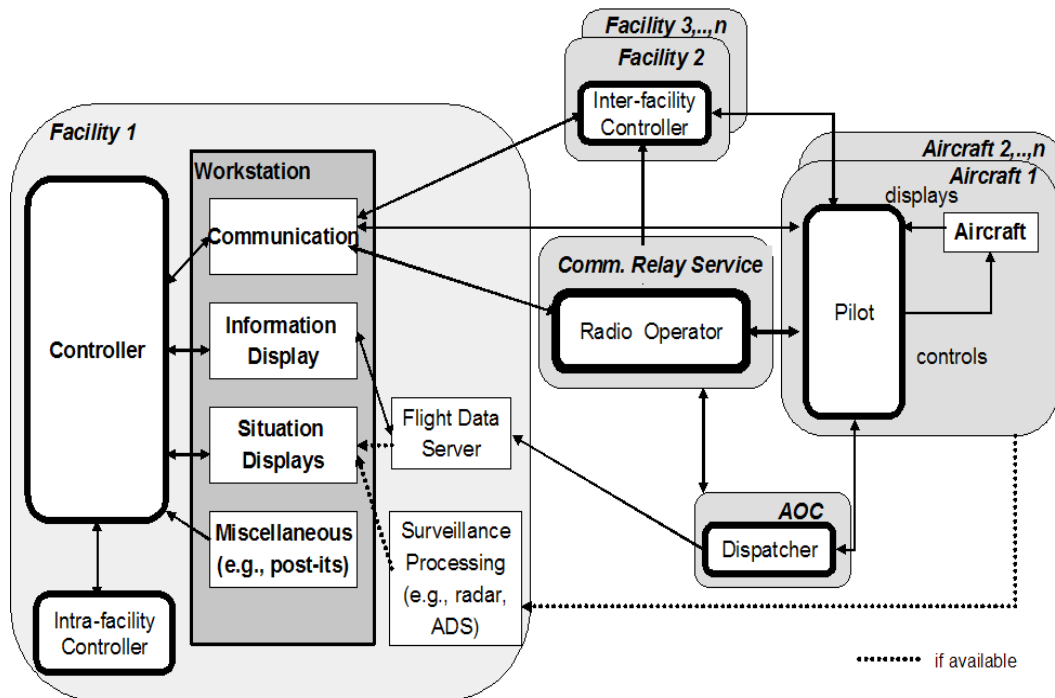 Facility 3,..,n
Facility 2
Inter-facility
Controller
Facility 1
Workstation
Communication
Controller
Information
Display
Situation
Displays
Miscellaneous
(e.g., post-its)
Intra-facility
Controller
Flight Data
Server
Surveillance
Processing
(e.g., radar,
ADS)
Comm. Relay Service
Radio Operator
AOC
Dispatcher
Aircraft 2,..,n
Aircraft 1
displays
Aircraft
Pilot
controls
if available